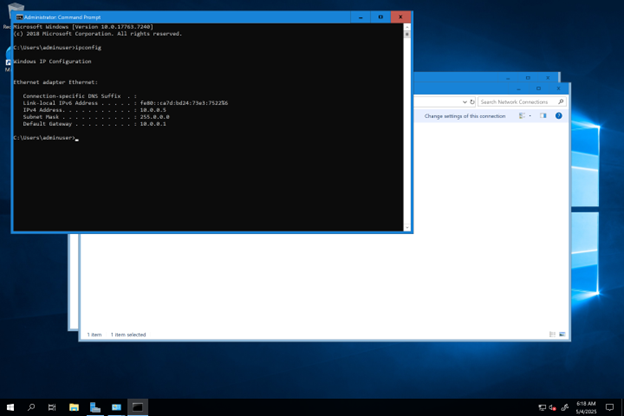 Administrator: Command Prompt
Microsoft Windows [Version 10.0.17763.7240]
(c) 2018 Microsoft Corporation. All rights reserved.
C:\Users\adminuser>ipconfig
Windows IP Configuration
Ethernet adapter Ethernet:
Connection-specific DNS Suffix . :
Link-local IPv6 Address . . . . . : fe80::ca7d:bd24:73e3:7522%6
IPv4 Address. . . . . . . . . . . : 10.0.0.5
Subnet Mask . . . . . . . . . . . : 255.0.0.0
Default Gateway . . . . . . . . . : 10.0.0.1
C:\Users\adminuser>
Search Network Connections
Change settings of this connection
1 item 1 item selected
6:18 AM
5/4/2025